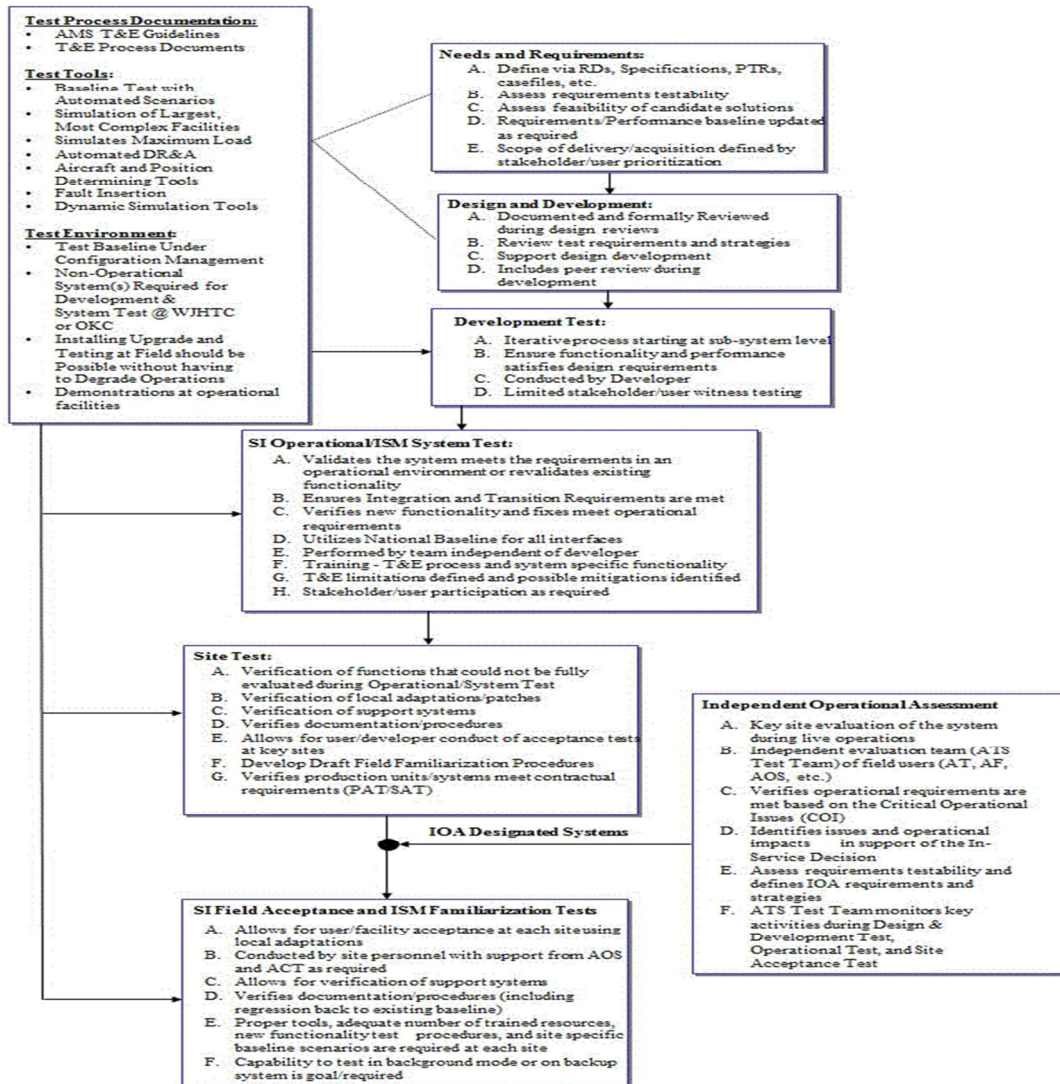 Test Process Documentation:
• AMS T&E Guidelines
• T&E Process Documents
Test Tools:
• Baseline Test with
Automated Scenarios
• Simulation of Largest,
Most Complex Facilities
• Simulates Maximum Load
• Automated DR&A
• Aircraft and Position
Determining Tools
• Fault Insertion
• Dynamic Simulation Tools
Test Environment:
• Test Baseline Under
Configuration Management
• Non-Operational
System(s) Required for
Development &
System Test @ WJHTC
or OKC
• Installing Upgrade and
Testing at Field should be
Possible without having
to Degrade Operations
• Demonstrations at operational
facilities
Needs and Requirements:
A. Define via RDs, Specifications, PTRs,
casefiles, etc.
B. Assess requirements testability
C. Assess feasibility of candidate solutions
D. Requirements/Performance baseline updated
as required
E. Scope of delivery/acquisition defined by
stakeholder/user prioritization
Design and Development:
A. Documented and formally Reviewed
during design reviews
B. Review test requirements and strategies
C. Support design development
D. Includes peer review during
development
Development Test:
A. Iterative process starting at sub-system level
B. Ensure functionality and performance
satisfies design requirements
C. Conducted by Developer
D. Limited stakeholder/user witness testing
SI Operational/ISM System Test:
A. Validates the system meets the requirements in an
operational environment or revalidates existing
functionality
B. Ensures Integration and Transition Requirements are met
C. Verifies new functionality and fixes meet operational
requirements
D. Utilizes National Baseline for all interfaces
E. Performed by team independent of developer
F. Training - T&E process and system specific functionality
G. T&E limitations defined and possible mitigations identified
H. Stakeholder/user participation as required
Site Test:
A. Verification of functions that could not be fully
evaluated during Operational/System Test
B. Verification of local adaptations/patches
C. Verification of support systems
D. Verifies documentation/procedures
E. Allows for user/developer conduct of acceptance tests
at key sites
F. Develop Draft Field Familiarization Procedures
G. Verifies production units/systems meet contractual
requirements (PAT/SAT)
Independent Operational Assessment
A. Key site evaluation of the system
during live operations
B. Independent evaluation team (ATS
Test Team) of field users (AT, AF,
AOS, etc.)
C. Verifies operational requirements are
met based on the Critical Operational
Issues (COI)
D. Identifies issues and operational
impacts in support of the In-
Service Decision
E. Assess requirements testability and
defines IOA requirements and
strategies
F. ATS Test Team monitors key
activities during Design &
Development Test,
Operational Test, and Site
Acceptance Test
IOA Designated Systems
SI Field Acceptance and ISM Familiarization Tests
A. Allows for user/facility acceptance at each site using
local adaptations
B. Conducted by site personnel with support from AOS
and ACT as required
C. Allows for verification of support systems
D. Verifies documentation/procedures (including
regression back to existing baseline)
E. Proper tools, adequate number of trained resources,
new functionality test procedures, and site specific
baseline scenarios are required at each site
F. Capability to test in background mode or on backup
system is goal/required